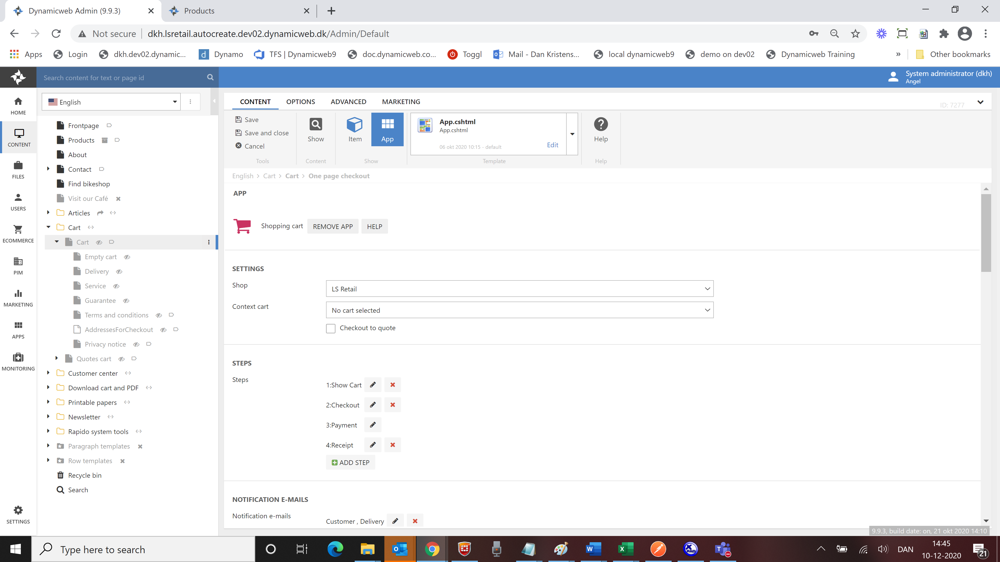 Dynamicweb Admin (9.9.3)
Products
Not secure
dkh.lsretail.autocreate.dev02.dynamicweb.dk/Admin/Default
Apps
Login
dkh.dev02.dynamic...
Dynamo
TFS | Dynamicweb9
doc.dynamicweb.co...
Toggl
Mail - Dan Kristens...
local dynamicweb9
demo on dev02
Dynamicweb Training
»
Other bookmarks
Search content for text or page id
System administrator (dkh)
Angel
HOME
CONTENT
FILES
USERS
ECOMMERCE
PIM
MARKETING
APPS
MONITORING
SETTINGS
English
Frontpage
Products
About
Contact
Find bikeshop
Visit our Café
Articles
Cart
Cart
Empty cart
Delivery
Service
Guarantee
Terms and conditions
AddressesForCheckout
Privacy notice
Quotes cart
Customer center
Download cart and PDF
Printable papers
Newsletter
Rapido system tools
Paragraph templates
Row templates
Recycle bin
Search
CONTENT
OPTIONS
ADVANCED
MARKETING
ID: 7277
Save
Save and close
Cancel
Tools
Show
Content
Item
App
Show
App.cshtml
App.cshtml
06 okt 2020 10:15 - default
Edit
Template
Help
Help
English > Cart > Cart > One page checkout
APP
Shopping cart
REMOVE APP
HELP
SETTINGS
Shop
LS Retail
Context cart
No cart selected
Checkout to quote
STEPS
Steps
1:Show Cart
2:Checkout
3:Payment
4:Receipt
ADD STEP
NOTIFICATION E-MAILS
Notification e-mails
Customer , Delivery
9.9.3, build date: on, 21 okt 2020 14:10
Type here to search
DAN
14:45
10-12-2020
21